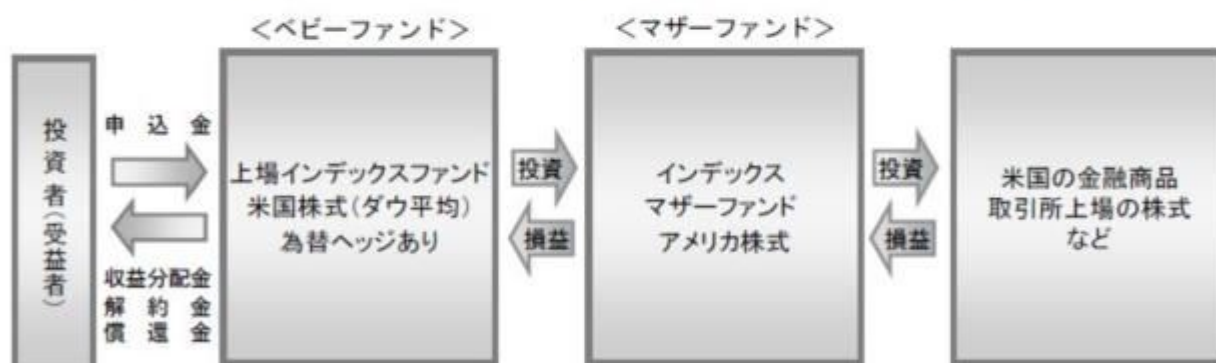 ＜ベビーファンド＞
＜マザーファンド＞
投資者(受益者)
申込金
収益分配金
解約金
償還金
上場インデックスファンド
米国株式(ダウ平均)
為替ヘッジあり
投資
損益
インデックス
マザーファンド
アメリカ株式
投資
損益
米国の金融商品
取引所上場の株式
など